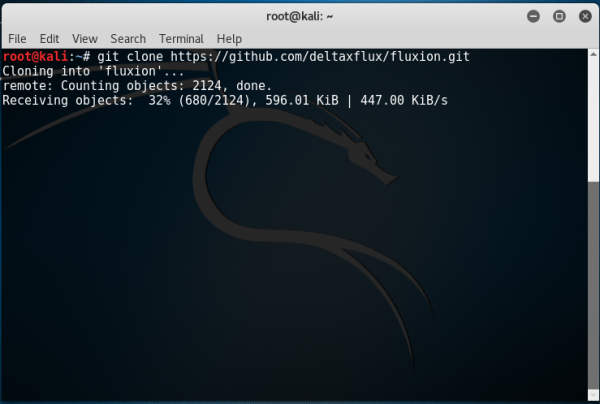 root@kali: ~
File Edit View Search Terminal Help
root@kali:~# git clone https://github.com/deltaxflux/fluxion.git
Cloning into 'fluxion'...
remote: Counting objects: 2124, done.
Receiving objects:  32% (680/2124), 596.01 KiB | 447.00 KiB/s